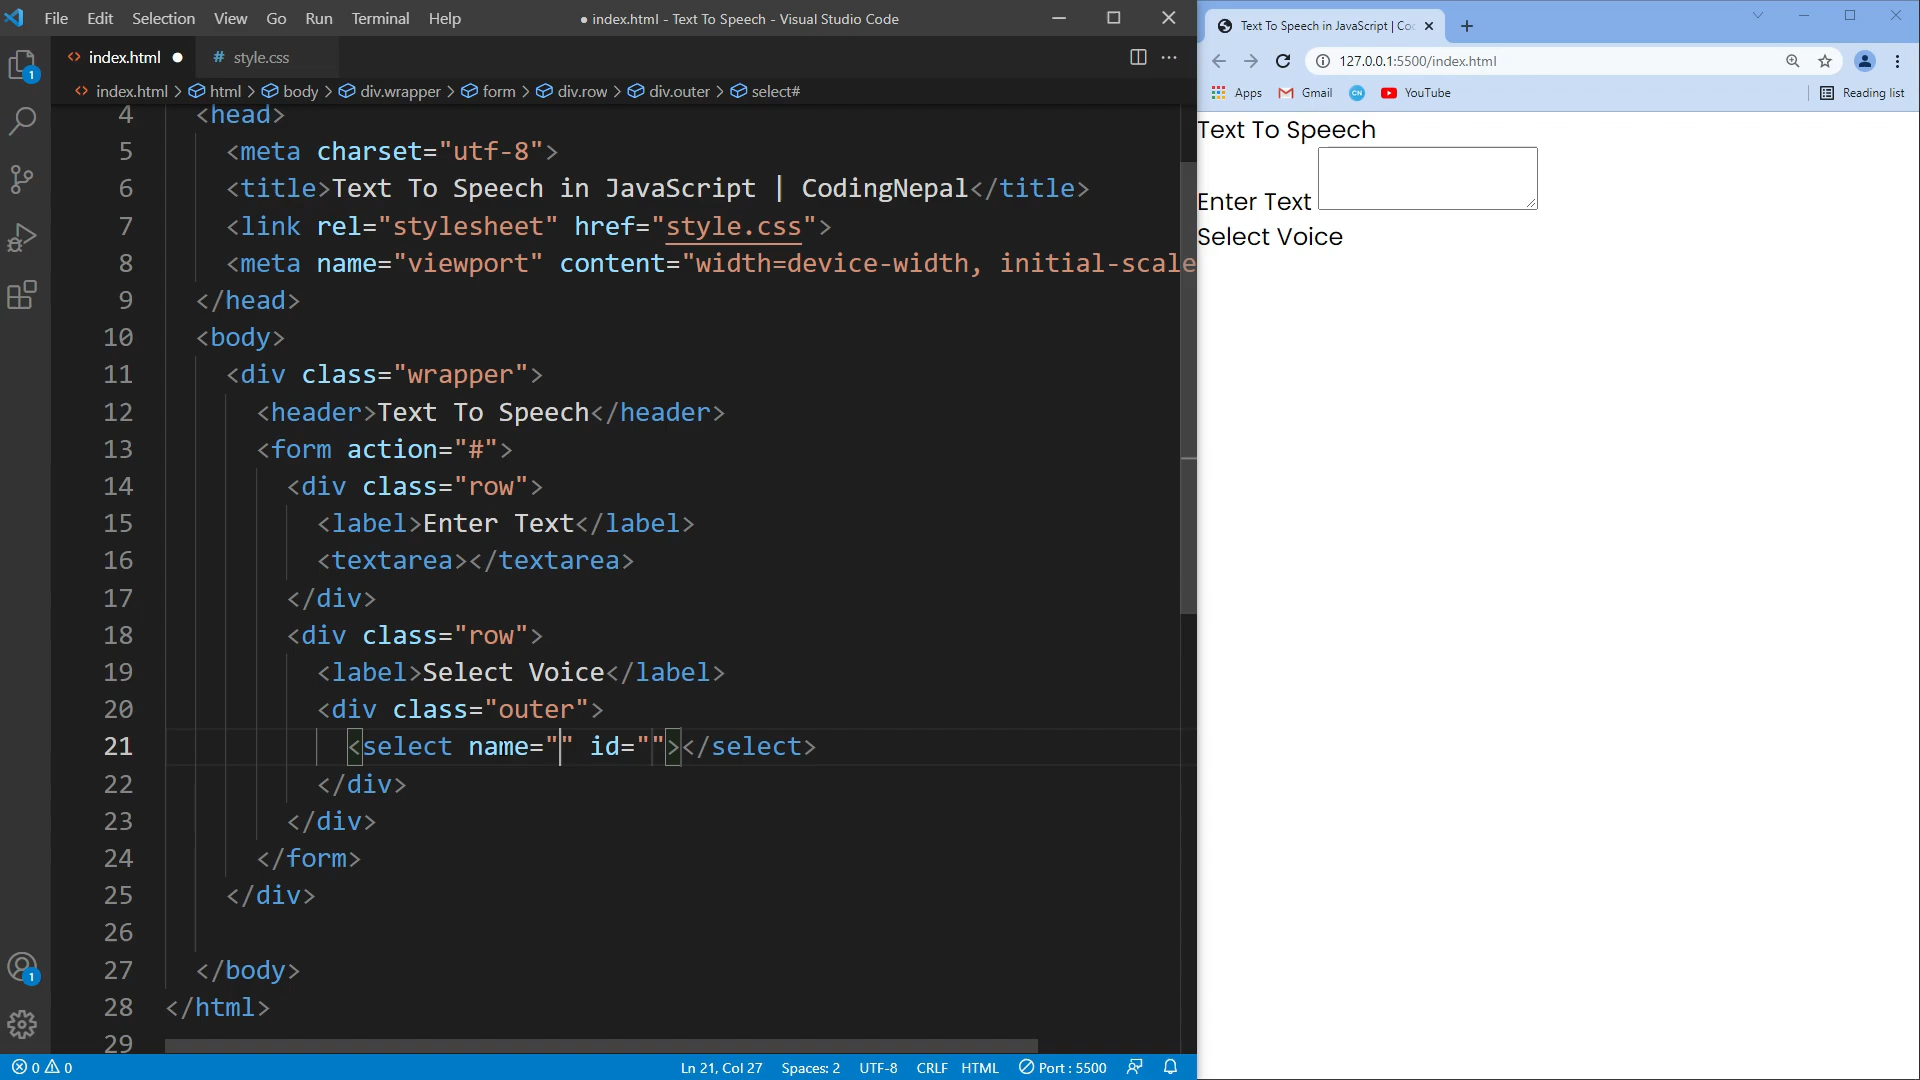 File Edit Selection View Go Run Terminal Help
● index.html - Text To Speech - Visual Studio Code
index.html
# style.css
index.html > html > body > div.wrapper > form > div.row > div.outer > select#
4 <head>
5 <meta charset="utf-8">
6 <title>Text To Speech in JavaScript | CodingNepal</title>
7 <link rel="stylesheet" href="style.css">
8 <meta name="viewport" content="width=device-width, initial-scale
9 </head>
10 <body>
11 <div class="wrapper">
12 <header>Text To Speech</header>
13 <form action="#">
14 <div class="row">
15 <label>Enter Text</label>
16 <textarea></textarea>
17 </div>
18 <div class="row">
19 <label>Select Voice</label>
20 <div class="outer">
21 <select name="" id=""></select>
22 </div>
23 </div>
24 </form>
25 </div>
26
27 </body>
28 </html>
29
1
1
0 0
Ln 21, Col 27 Spaces: 2 UTF-8 CRLF HTML Port : 5500
Text To Speech in JavaScript | Co
127.0.0.1:5500/index.html
Apps Gmail CN YouTube Reading list
Text To Speech
Enter Text
Select Voice